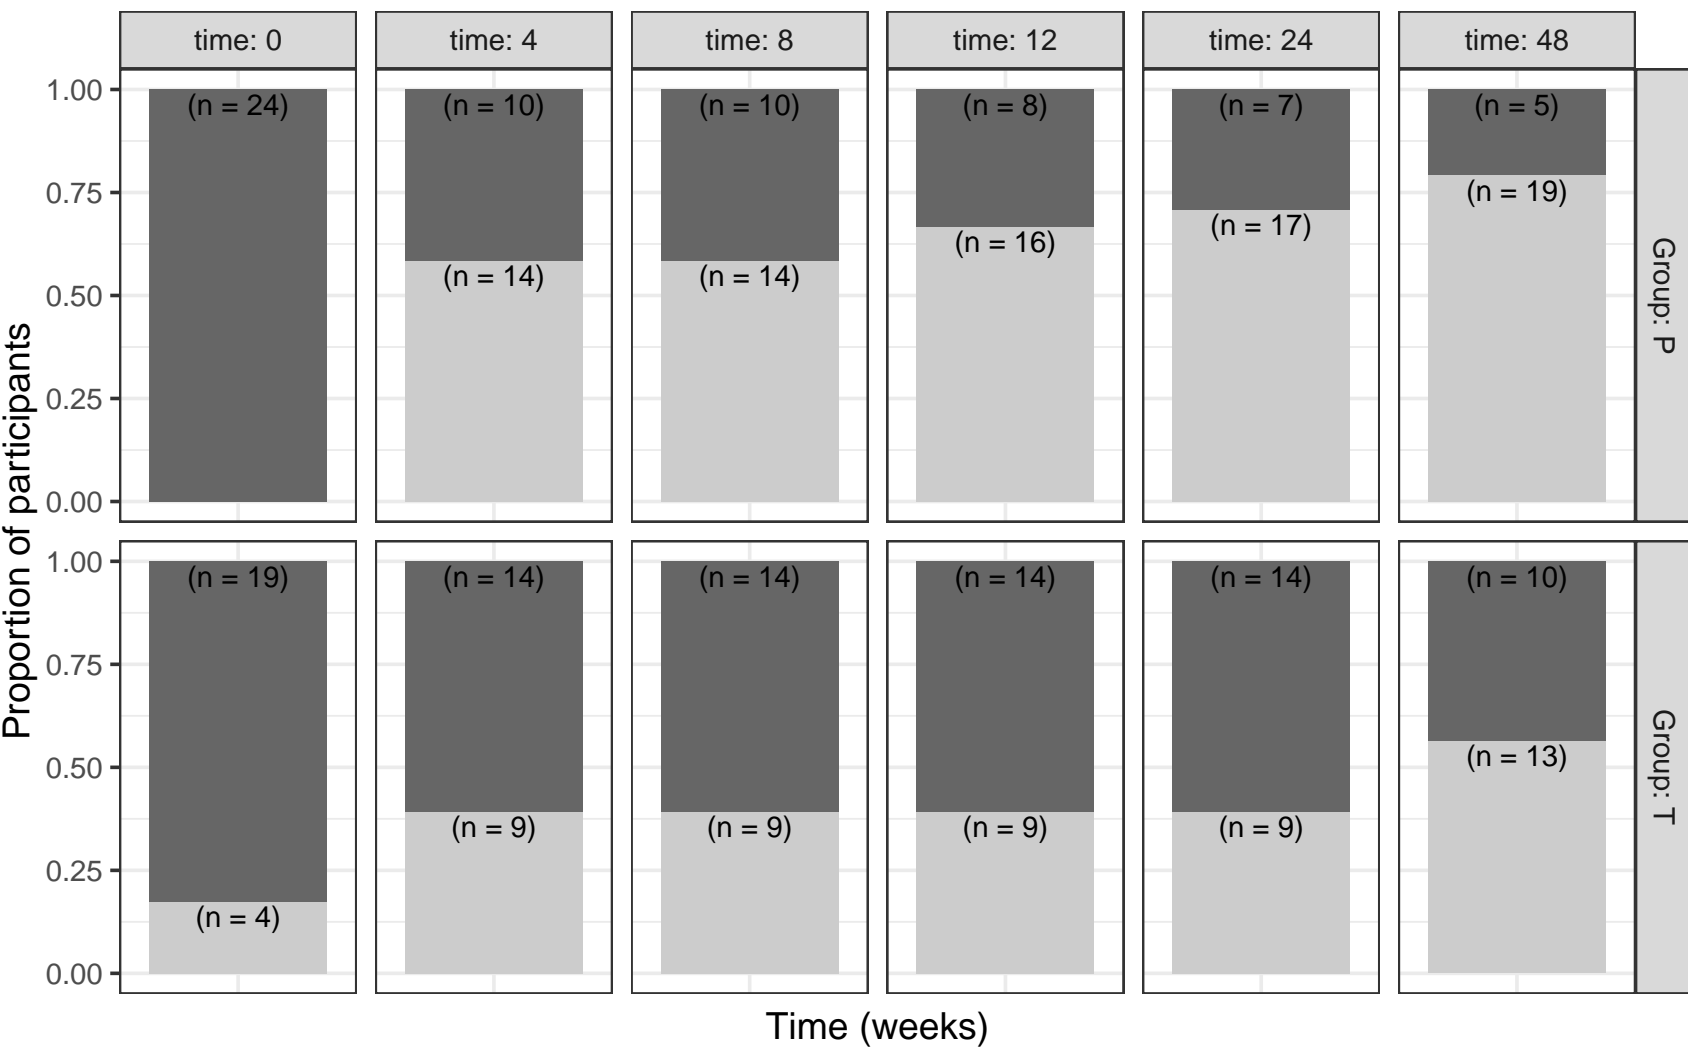 time: 0 time: 4 time: 8 time: 12 time: 24 time: 48
1.00
0.75
0.50
0.25
0.00
(n = 24) (n = 10) (n = 10) (n = 8) (n = 7) (n = 5)
(n = 14) (n = 14) (n = 16) (n = 17) (n = 19)
Group: P
Proportion of participants
1.00
0.75
0.50
0.25
0.00
(n = 19) (n = 14) (n = 14) (n = 14) (n = 14) (n = 10)
(n = 4) (n = 9) (n = 9) (n = 9) (n = 9) (n = 13)
Group: T
Time (weeks)